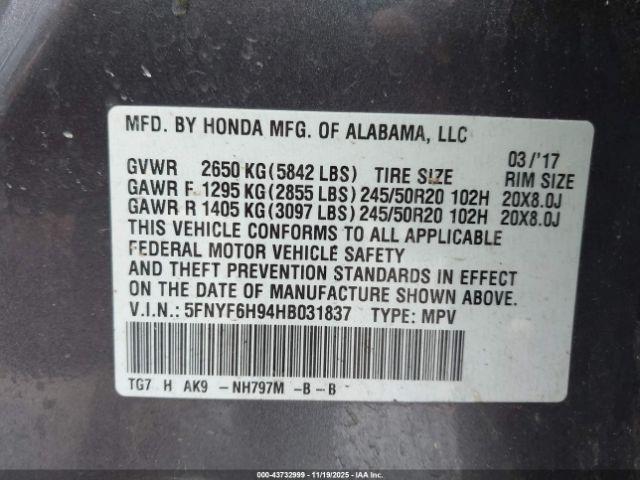 MFD. BY HONDA MFG. OF ALABAMA, LLC
03/'17
GVWR 2650 KG(5842 LBS) TIRE SIZE RIM SIZE
GAWR F 1295 KG(2855 LBS) 245/50R20 102H 20X8.0J
GAWR R 1405 KG(3097 LBS) 245/50R20 102H 20X8.0J
THIS VEHICLE CONFORMS TO ALL APPLICABLE
FEDERAL MOTOR VEHICLE SAFETY
AND THEFT PREVENTION STANDARDS IN EFFECT
ON THE DATE OF MANUFACTURE SHOWN ABOVE.
V.I.N.: 5FNYF6H94HB031837 TYPE: MPV
TG7 H AK9 -NH797M -B-B
000-43732999 - 11/19/2025 - IAA